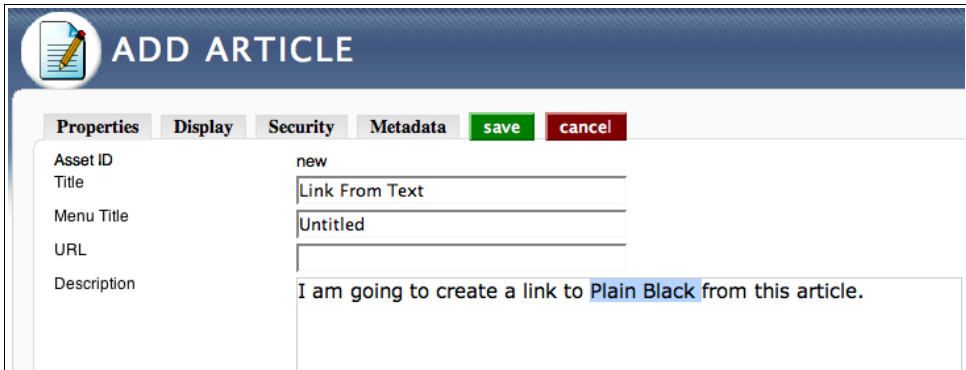 ADD ARTICLE
Properties Display Security Metadata save cancel
Asset ID new
Title Link From Text
Menu Title Untitled
URL
Description I am going to create a link to Plain Black from this article.